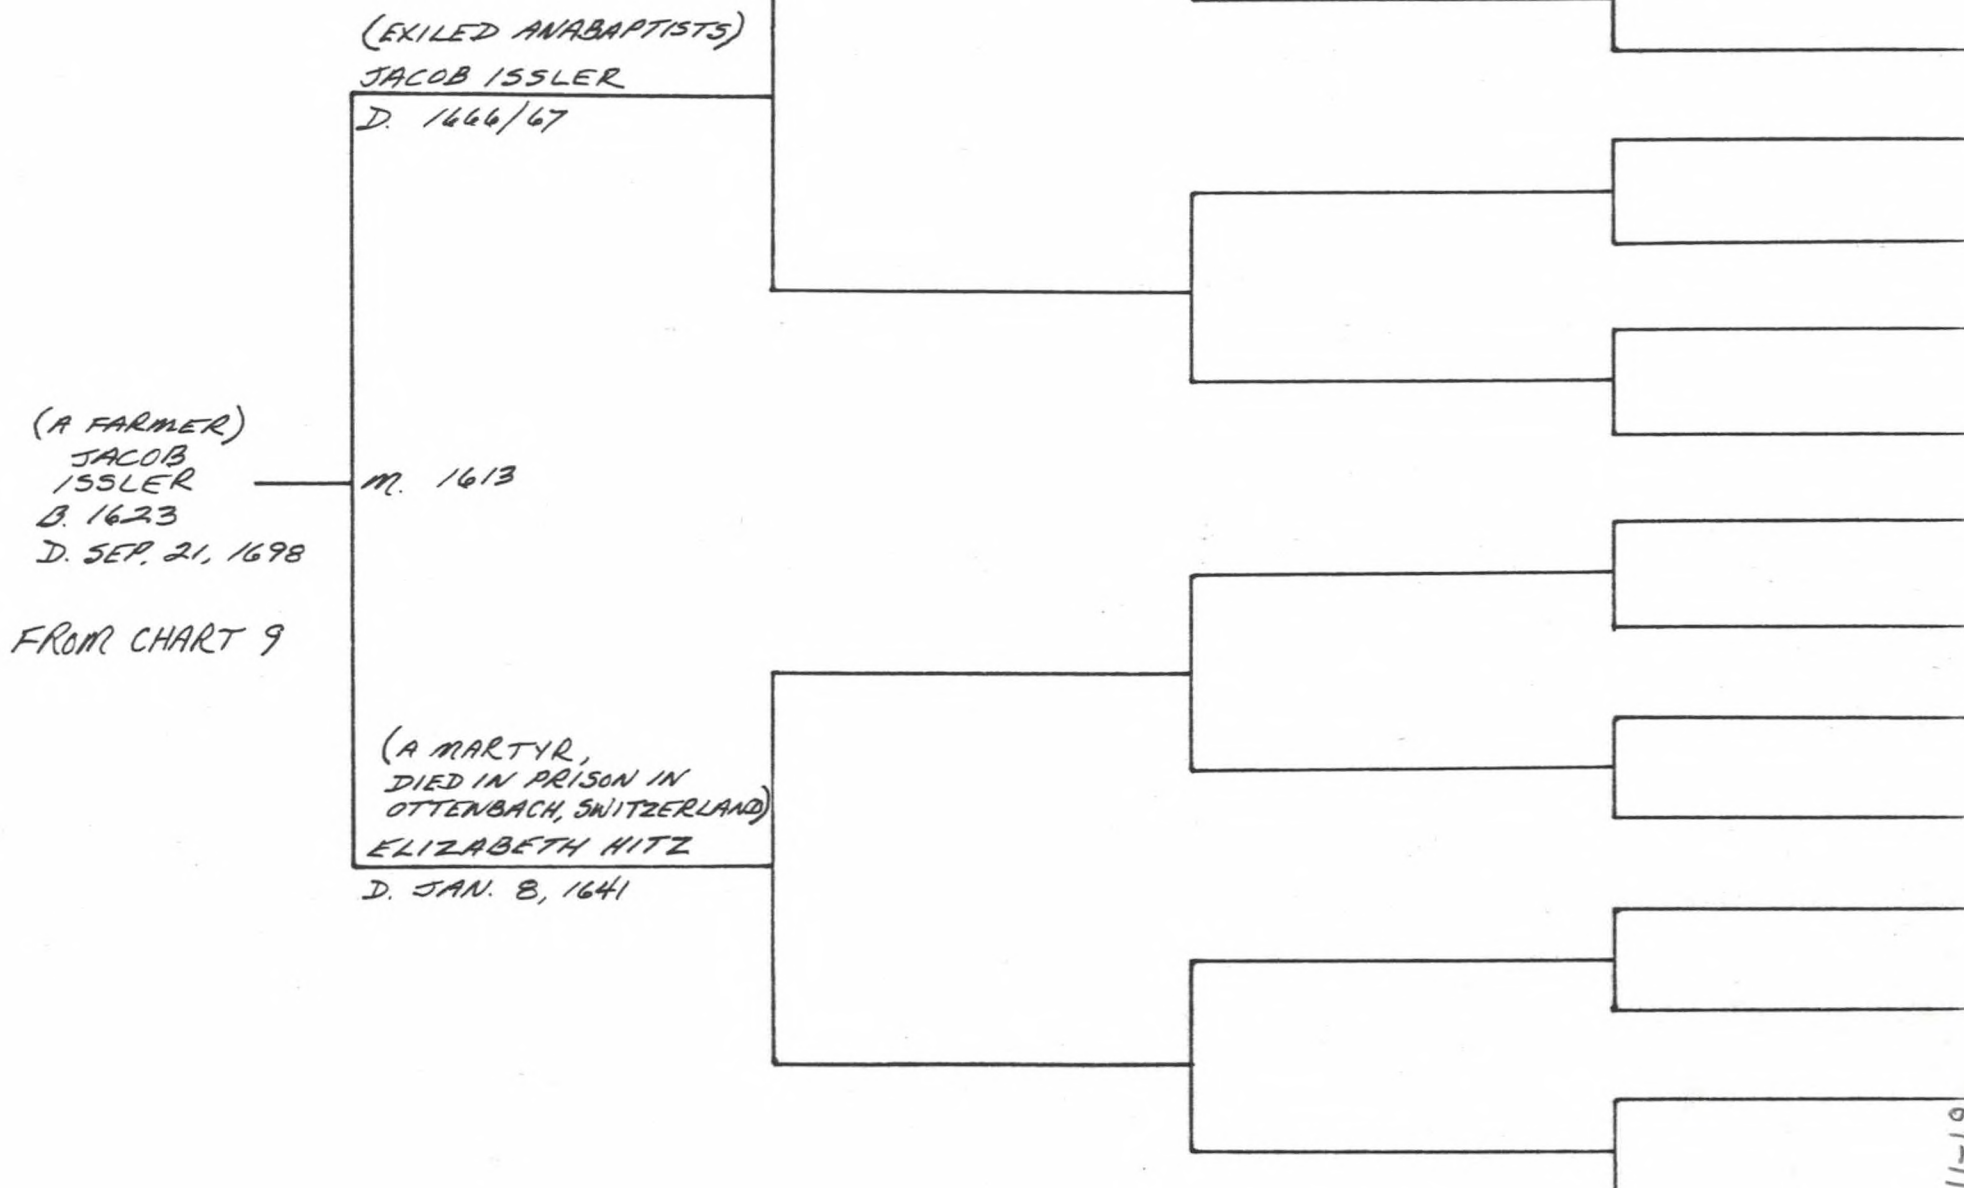 (EXILED ANABAPTISTS)
JACOB ISSLER
D. 1666/67
(A FARMER)
JACOB
ISSLER
B. 1623
D. SEP. 21, 1698
M. 1613
FROM CHART 9
(A MARTYR,
DIED IN PRISON IN
OTTENBACH, SWITZERLAND)
ELIZABETH HITZ
D. JAN. 8, 1641